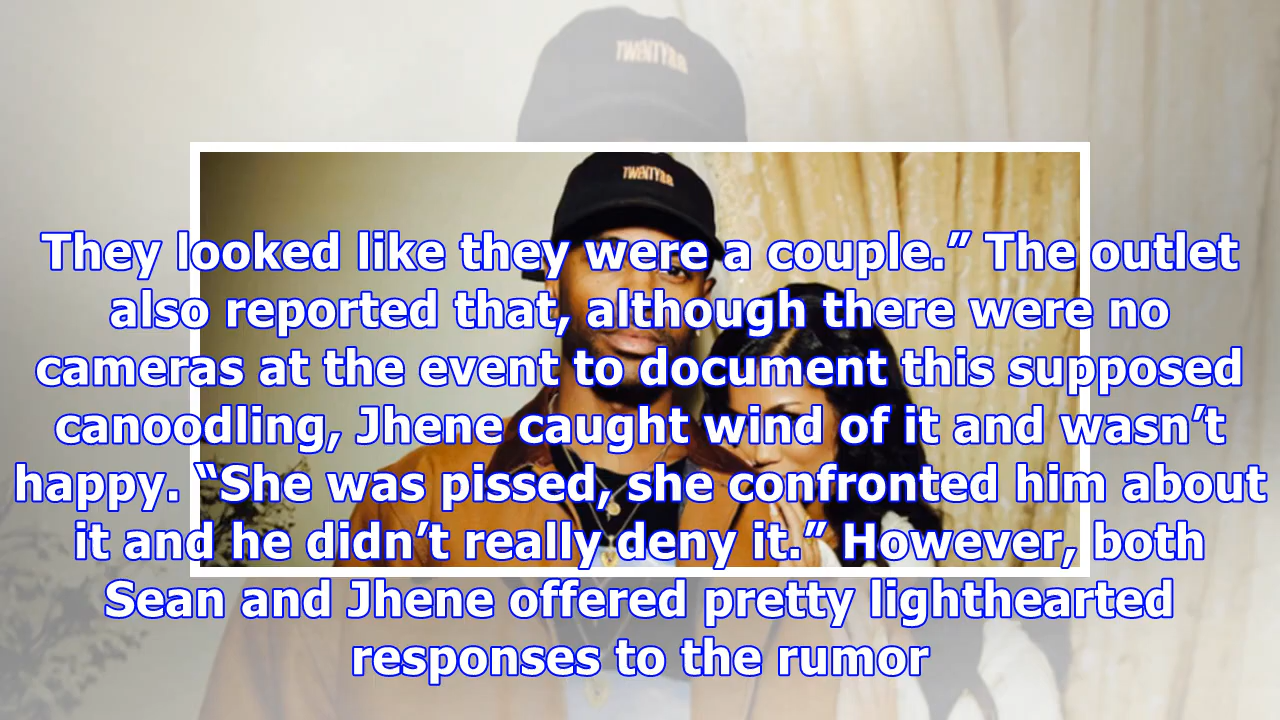 TWENTY88
TWENTY88
They looked like they were a couple.” The outlet
also reported that, although there were no
cameras at the event to document this supposed
canoodling, Jhene caught wind of it and wasn’t
happy. “She was pissed, she confronted him about
it and he didn’t really deny it.” However, both
Sean and Jhene offered pretty lighthearted
responses to the rumor